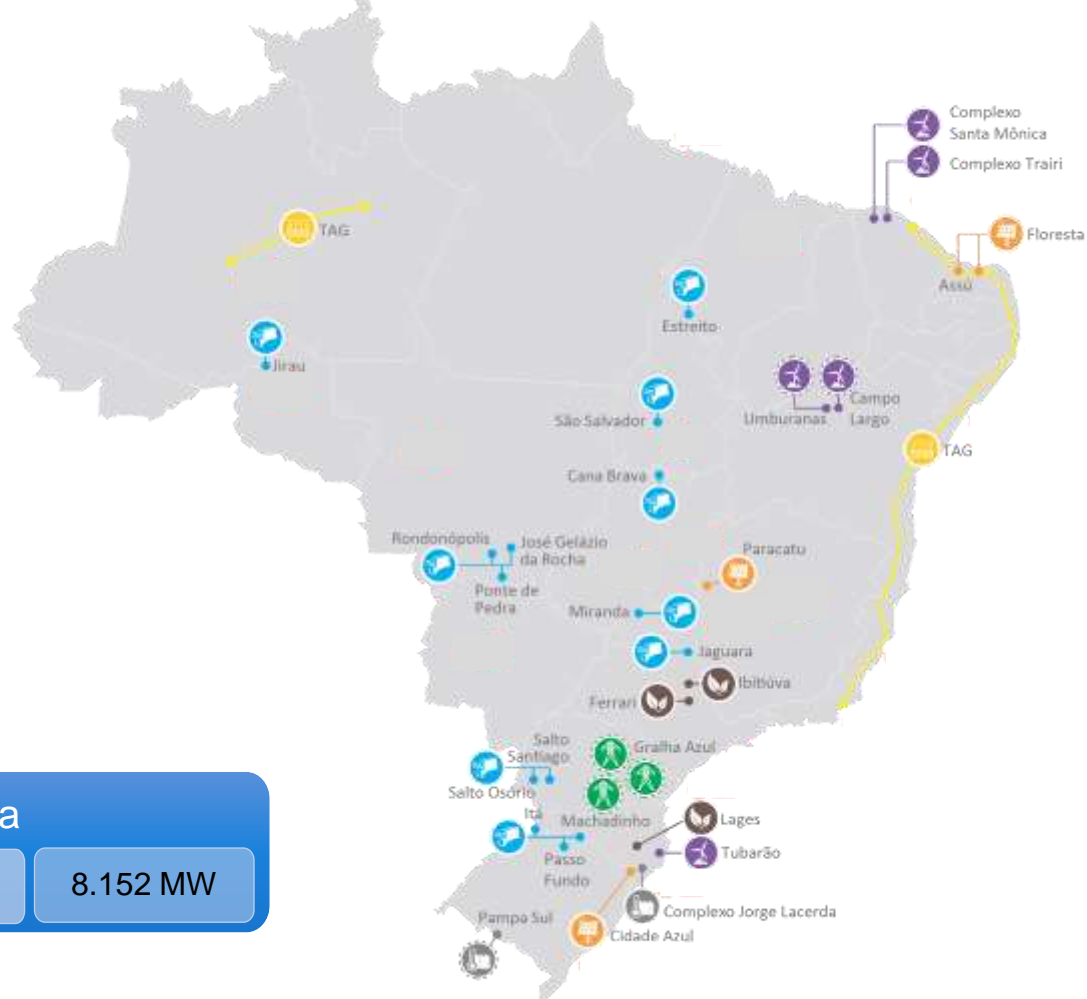 Complexo
Santa Mônica
Complexo Trairi
TAG
Floresta
Assú
Estreito
Jirau
Campo
Largo
Umburanas
São Salvador
TAG
Cana Brava
Rondonópolis
José Gelázio
da Rocha
Paracatu
Ponte de
Pedra
Miranda
Jaguara
Ibitiúva
Ferrari
Salto
Santiago
Gralha Azul
Salto Osório
Itá
Machadinho
Lages
Tubarão
Passo
Fundo
a
8.152 MW
Complexo Jorge Lacerda
Pampa Sul
Cidade Azul